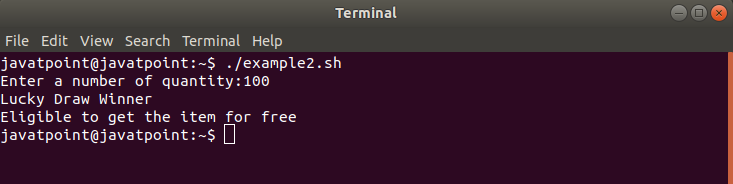 Terminal
File Edit View Search Terminal Help
javatpoint@javatpoint:~$ ./example2.sh
Enter a number of quantity:100
Lucky Draw Winner
Eligible to get the item for free
javatpoint@javatpoint:~$